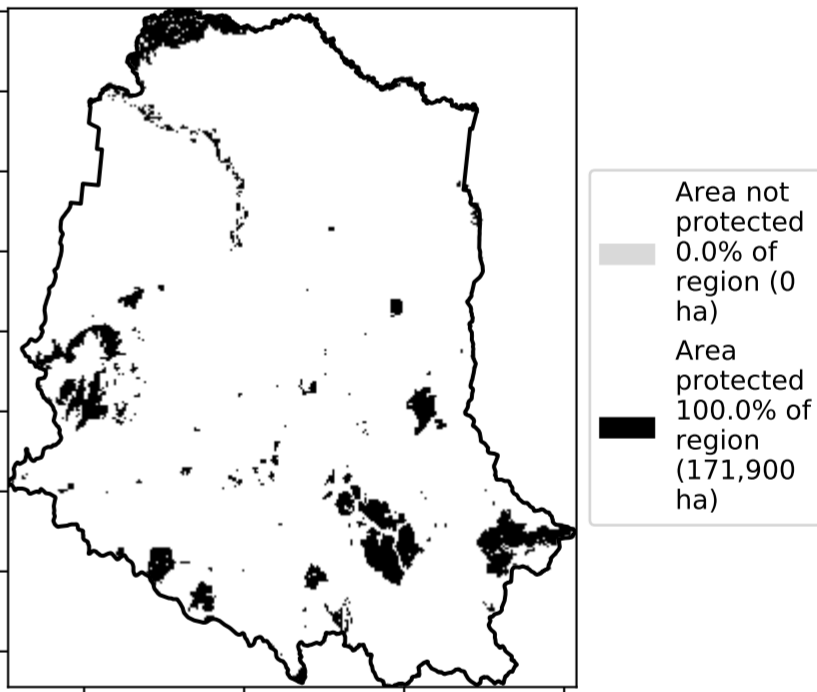 Area not
protected
0.0% of
region (0
ha)
Area
protected
100.0% of
region
(171,900
ha)